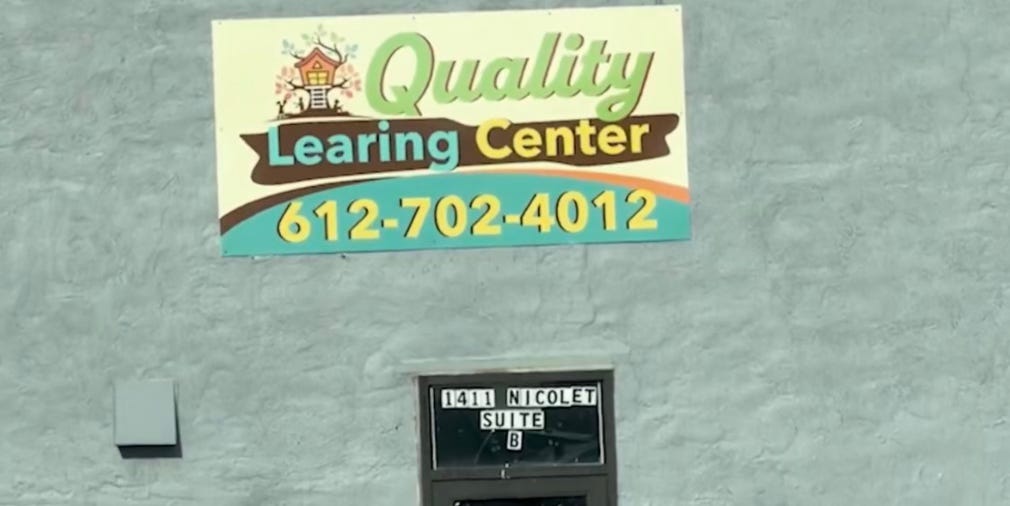 Quality
Learing Center
612-702-4012
1411 NICOLET
SUITE
B